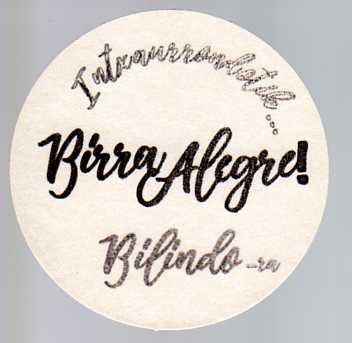 Intxaurrondotik...
Birra Alegre!
Bilindo-ra